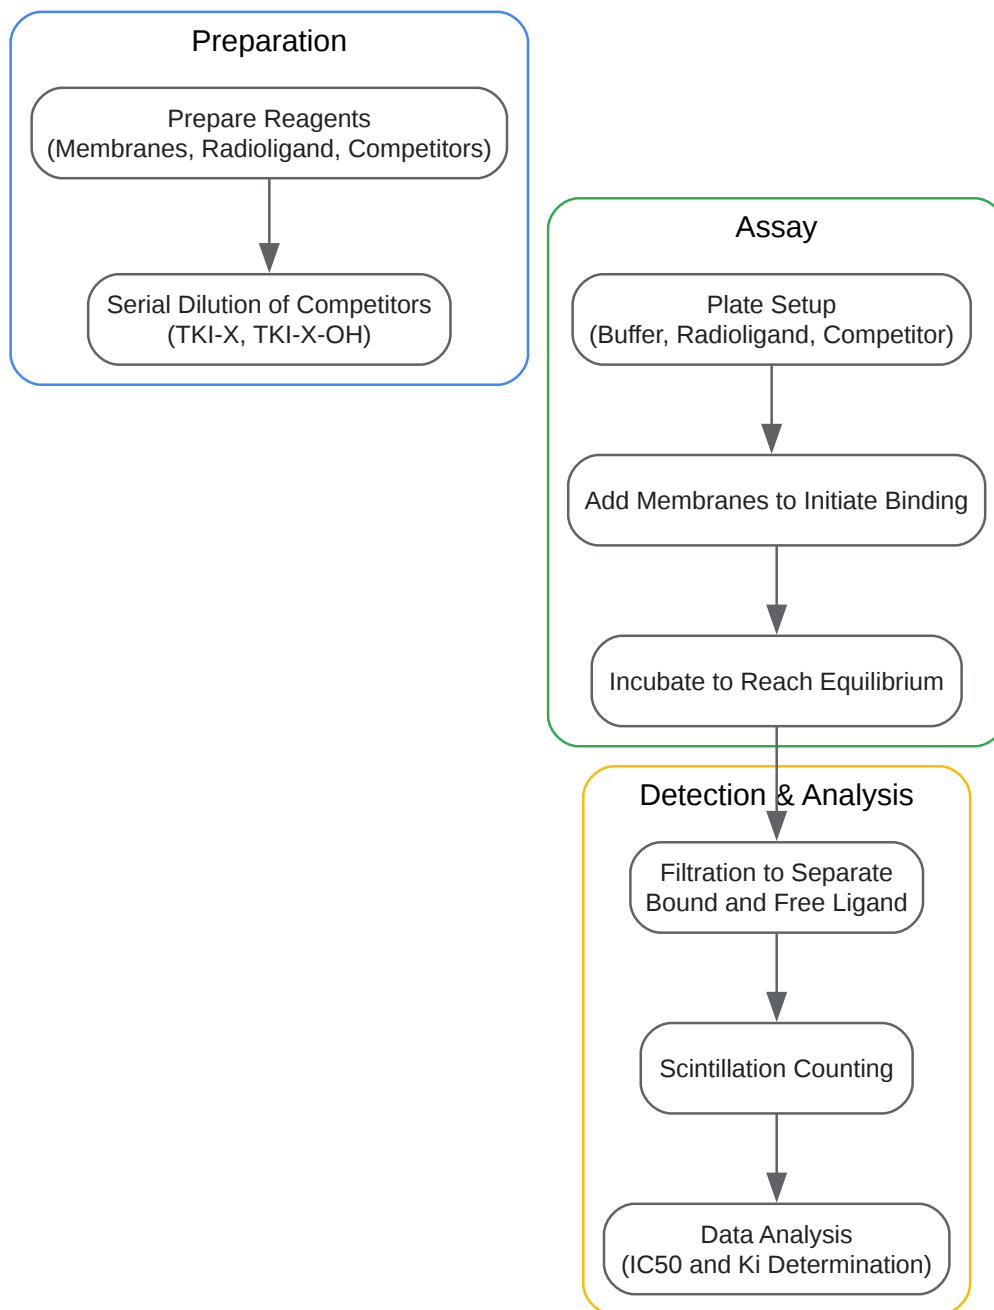 Preparation
Prepare Reagents
(Membranes, Radioligand, Competitors)
Serial Dilution of Competitors
(TKI-X, TKI-X-OH)
Assay
Plate Setup
(Buffer, Radioligand, Competitor)
Add Membranes to Initiate Binding
Incubate to Reach Equilibrium
Detection & Analysis
Filtration to Separate
Bound and Free Ligand
Scintillation Counting
Data Analysis
(IC50 and Ki Determination)